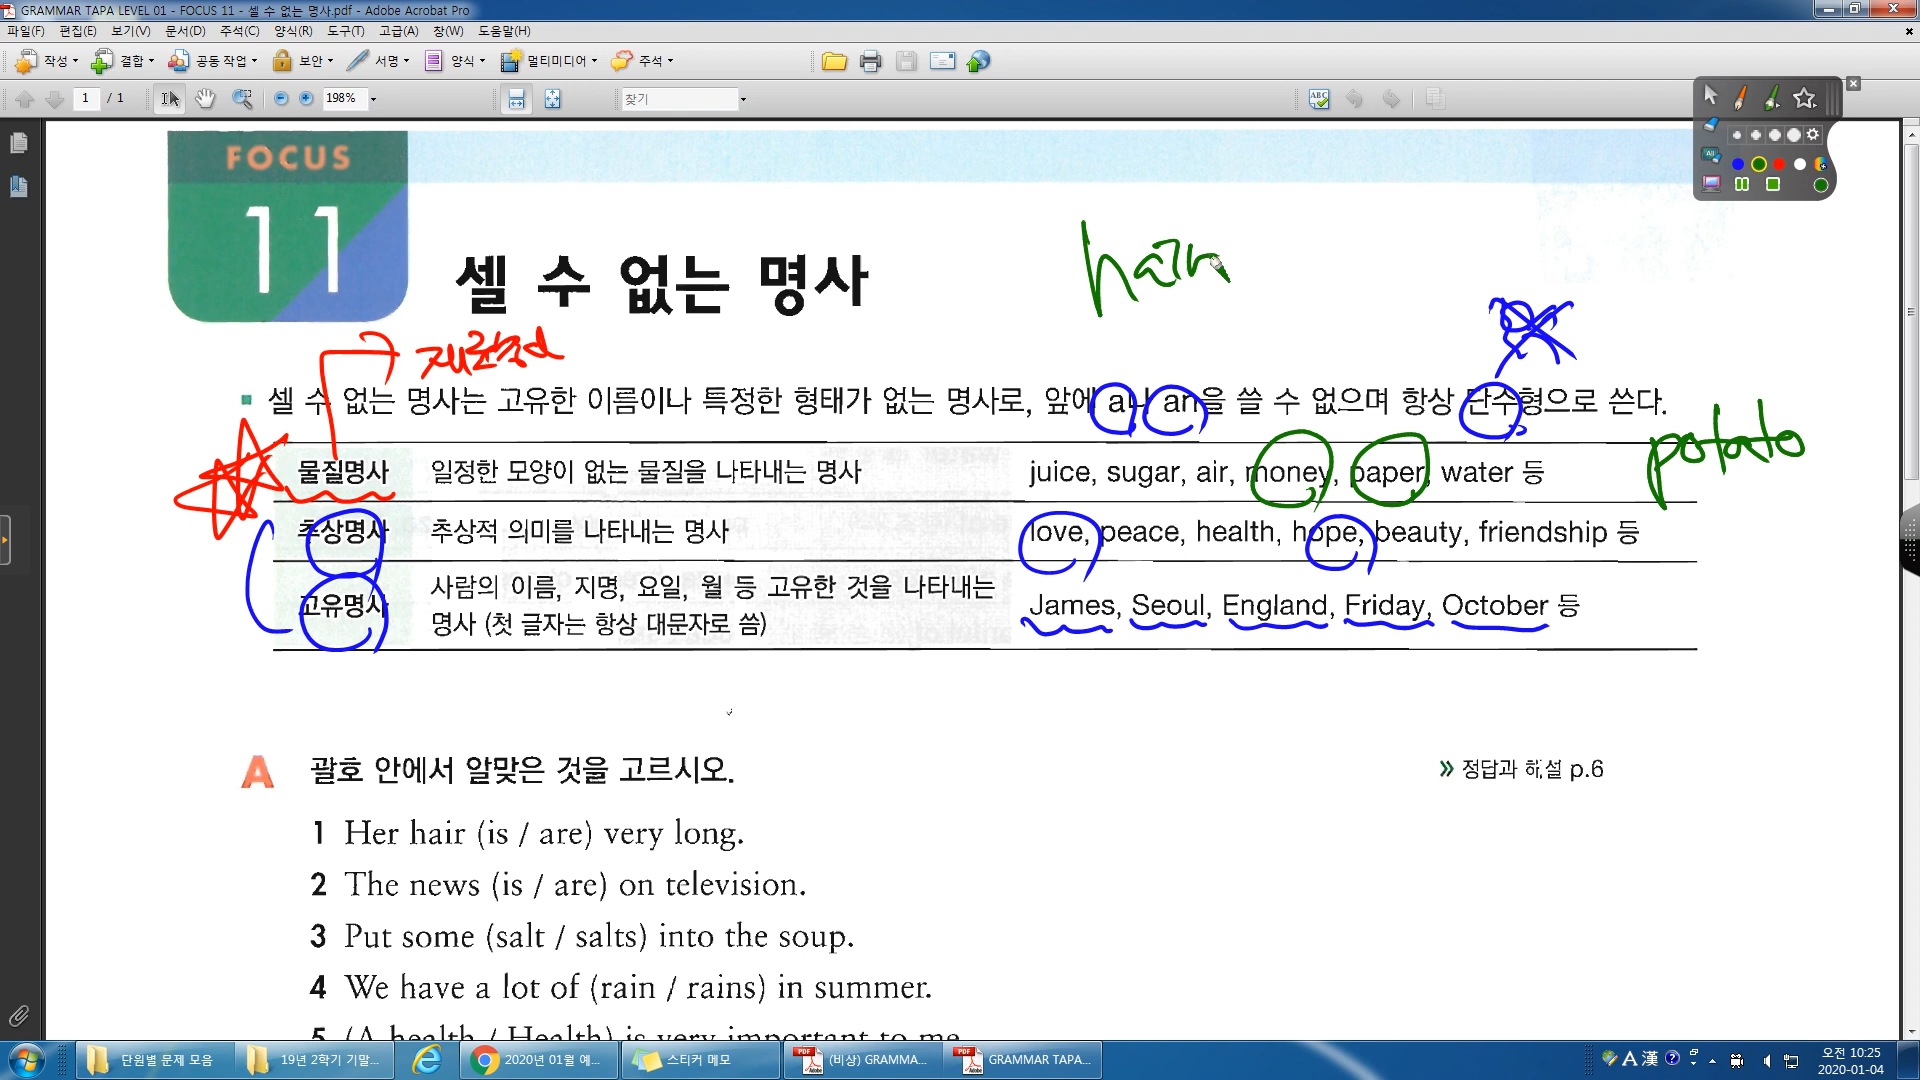 GRAMMAR TAPA LEVEL 01 - FOCUS 11 - 셀 수 없는 명사.pdf - Adobe Acrobat Pro
파일(F) 편집(E) 보기(V) 문서(D) 주석(C) 양식(R) 도구(T) 고급(A) 창(W) 도움말(H)
작성 결합 공동 작업 보안 서명 양식 멀티미디어 주석
1 / 1 198% 찾기
FOCUS
11
셀 수 없는 명사
셀 수 없는 명사는 고유한 이름이나 특정한 형태가 없는 명사로, 앞에 a나 an을 쓸 수 없으며 항상 단수형으로 쓴다.
potato
물질명사 일정한 모양이 없는 물질을 나타내는 명사 juice, sugar, air, money, paper, water 등
추상명사 추상적 의미를 나타내는 명사 love, peace, health, hope, beauty, friendship 등
고유명사 사람의 이름, 지명, 요일, 월 등 고유한 것을 나타내는 명사 (첫 글자는 항상 대문자로 씀) James, Seoul, England, Friday, October 등
A 괄호 안에서 알맞은 것을 고르시오.
» 정답과 해설 p.6
1 Her hair (is / are) very long.
2 The news (is / are) on television.
3 Put some (salt / salts) into the soup.
4 We have a lot of (rain / rains) in summer.
5 (A health / Health) is very important to me
단원별 문제 모음 19년 2학기 기말... 2020년 01월 예... 스티커 메모 (비상) GRAMMA... GRAMMAR TAPA...
A 漢
오전 10:25
2020-01-04